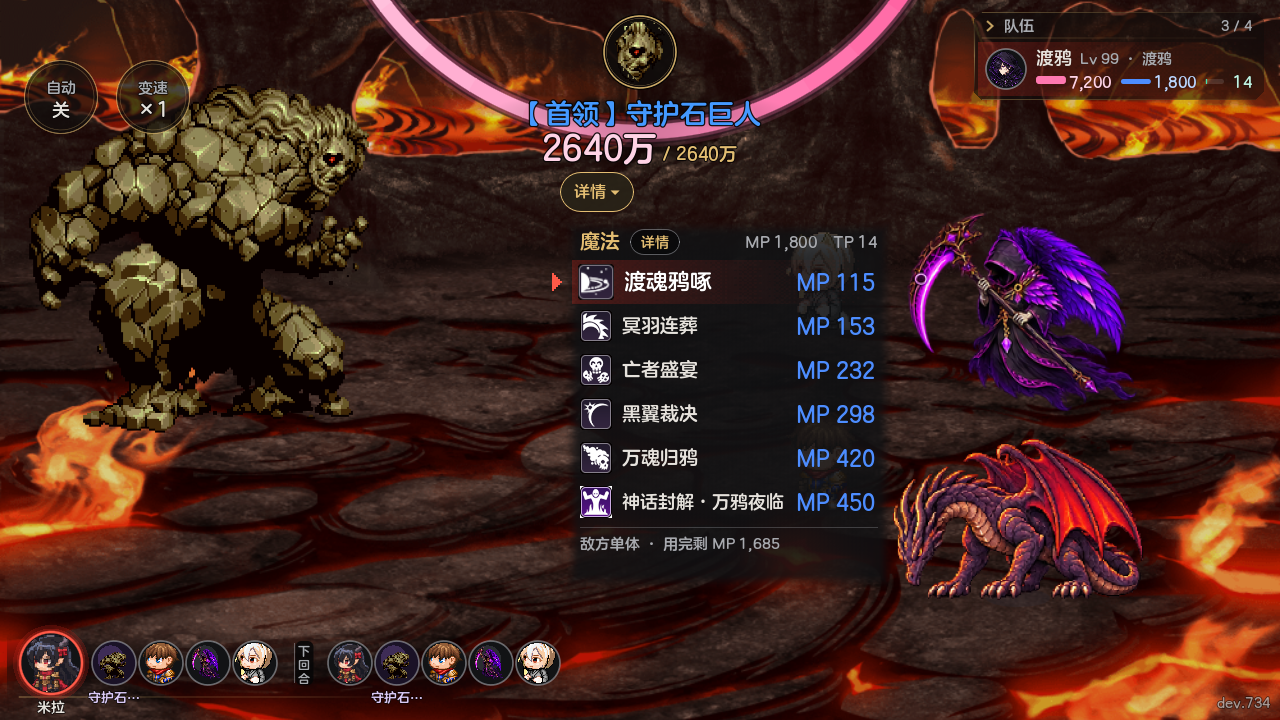 自动
关
变速
×1
【首领】守护石巨人
2640万 / 2640万
详情
队伍
3 / 4
渡鸦 Lv 99 · 渡鸦
7,200 1,800 14
魔法 详情 MP 1,800 TP 14
渡魂鸦啄 MP 115
冥羽连葬 MP 153
亡者盛宴 MP 232
黑翼裁决 MP 298
万魂归鸦 MP 420
神话封解·万鸦夜临 MP 450
敌方单体 · 用完剩 MP 1,685
下回合
米拉
守护石…
守护石…
dev.734